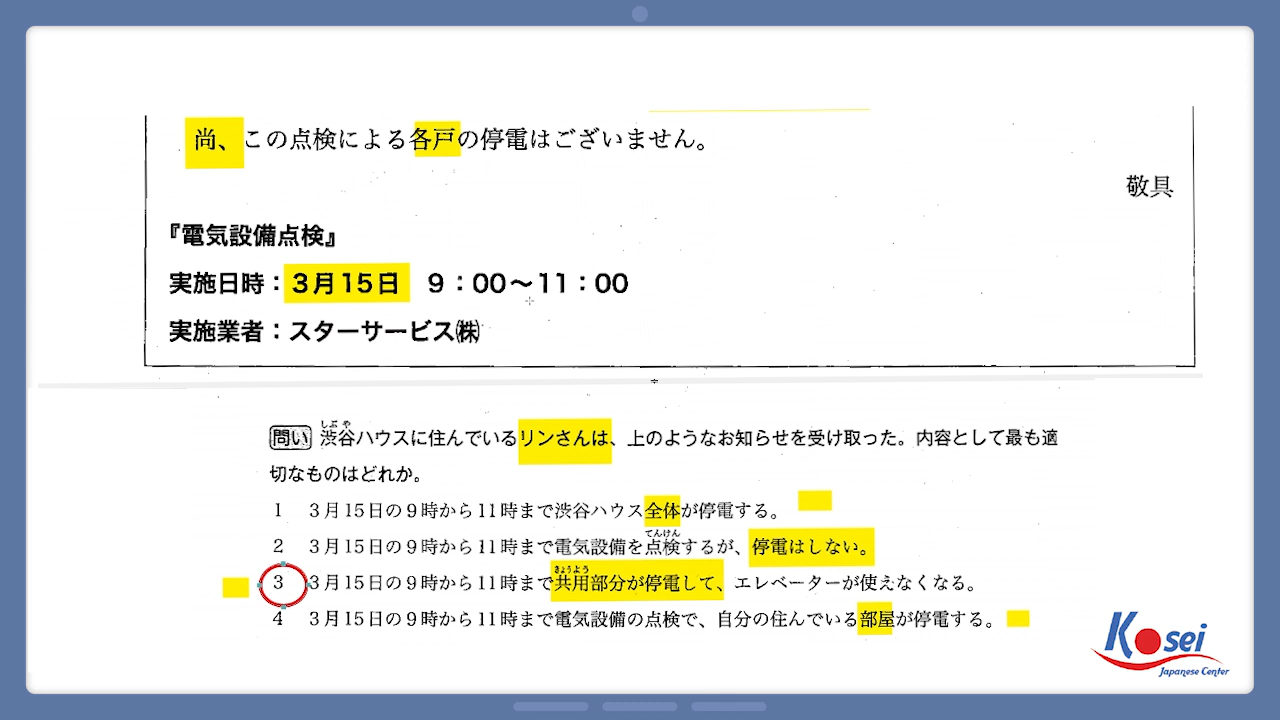 尚、この点検による各戸の停電はございません。
敬具
『電気設備点検』
実施日時：3月15日 9：00～11：00
実施業者：スターサービス㈱
しぶや
問い 渋谷ハウスに住んでいるリンさんは、上のようなお知らせを受け取った。内容として最も適
切なものはどれか。
1 3月15日の9時から11時まで渋谷ハウス全体が停電する。
てんけん
2 3月15日の9時から11時まで電気設備を点検するが、停電はしない。
きょうよう
3 3月15日の9時から11時まで共用部分が停電して、エレベーターが使えなくなる。
4 3月15日の9時から11時まで電気設備の点検で、自分の住んでいる部屋が停電する。
Kosei
Japanese Center